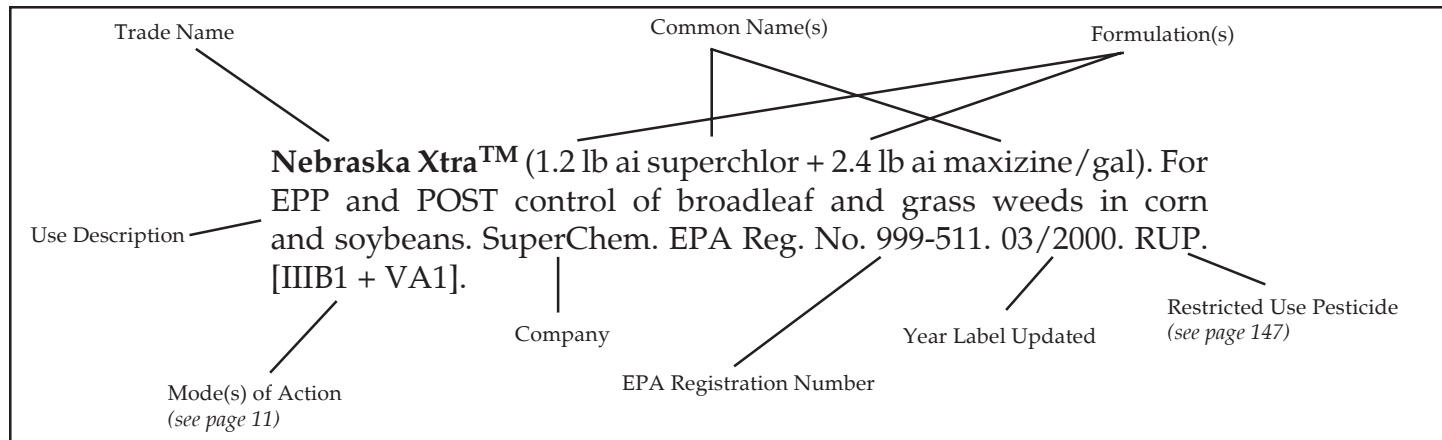 Trade Name
Common Name(s)
Formulation(s)
Nebraska Xtra™ (1.2 lb ai superchlor + 2.4 lb ai maxizine/gal). For
EPP and POST control of broadleaf and grass weeds in corn
and soybeans. SuperChem. EPA Reg. No. 999-511. 03/2000. RUP.
[IIIB1 + VA1].
Use Description
Company
Year Label Updated
Restricted Use Pesticide
(see page 147)
EPA Registration Number
Mode(s) of Action
(see page 11)